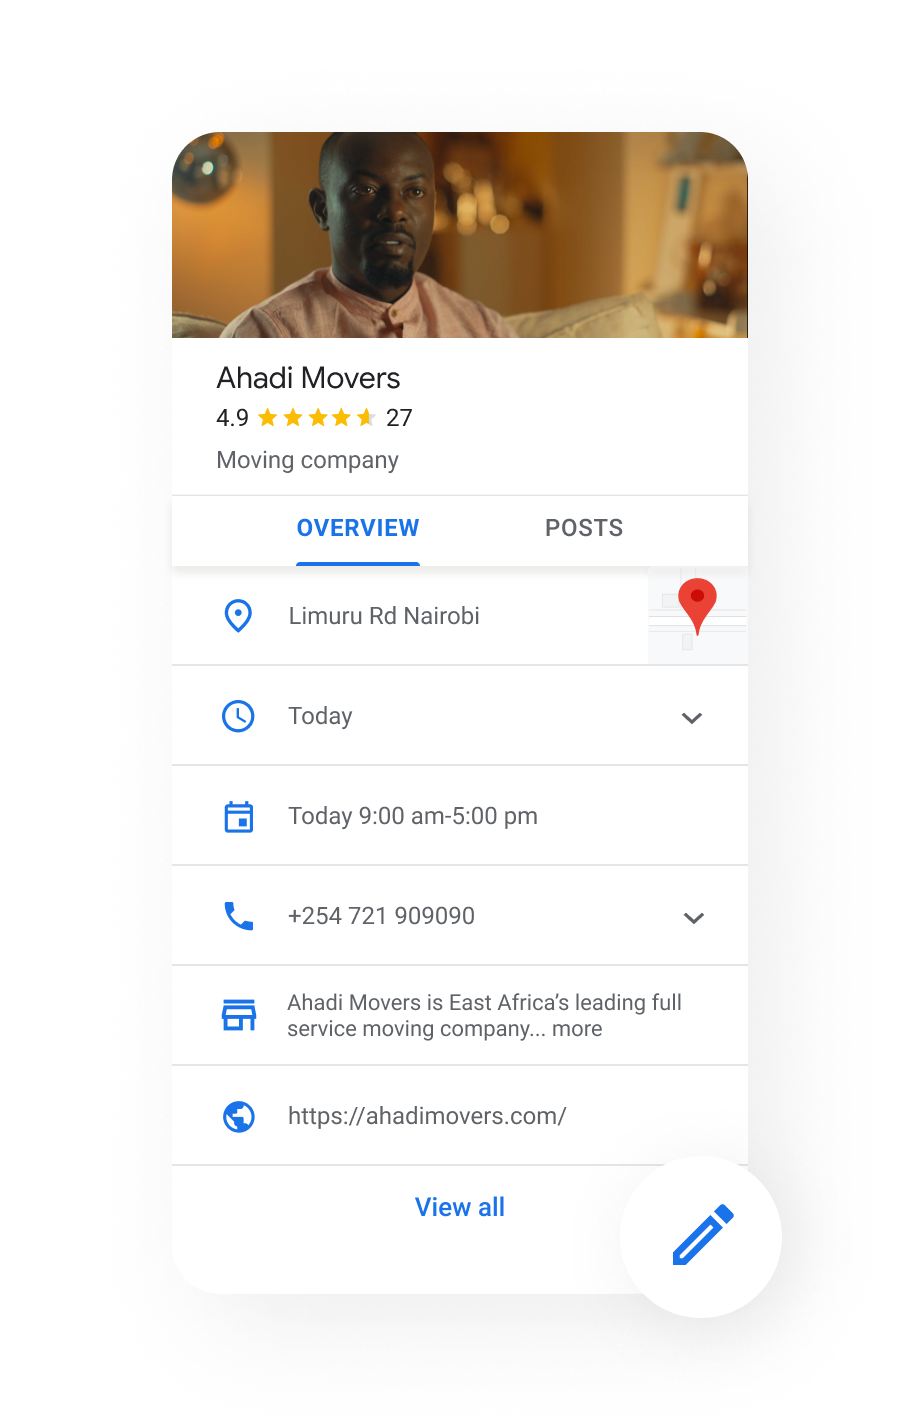 Ahadi Movers
4.9 27
Moving company
OVERVIEW POSTS
Limuru Rd Nairobi
Today
Today 9:00 am-5:00 pm
+254 721 909090
Ahadi Movers is East Africa's leading full
service moving company... more
https://ahadimovers.com/
View all